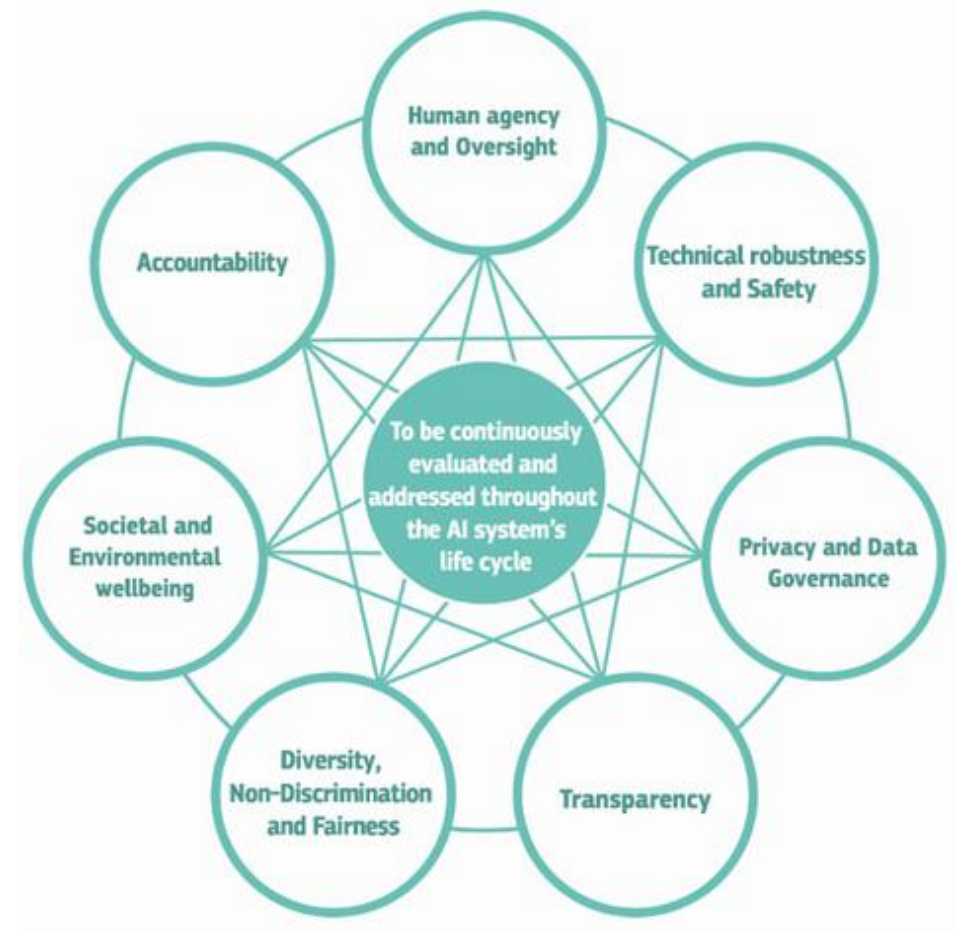 Human agency
and Oversight
Technical robustness
and Safety
Privacy and Data
Governance
Transparency
Diversity,
Non-Discrimination
and Fairness
Societal and
Environmental
wellbeing
Accountability
To be continuously
evaluated and
addressed throughout
the AI system's
life cycle